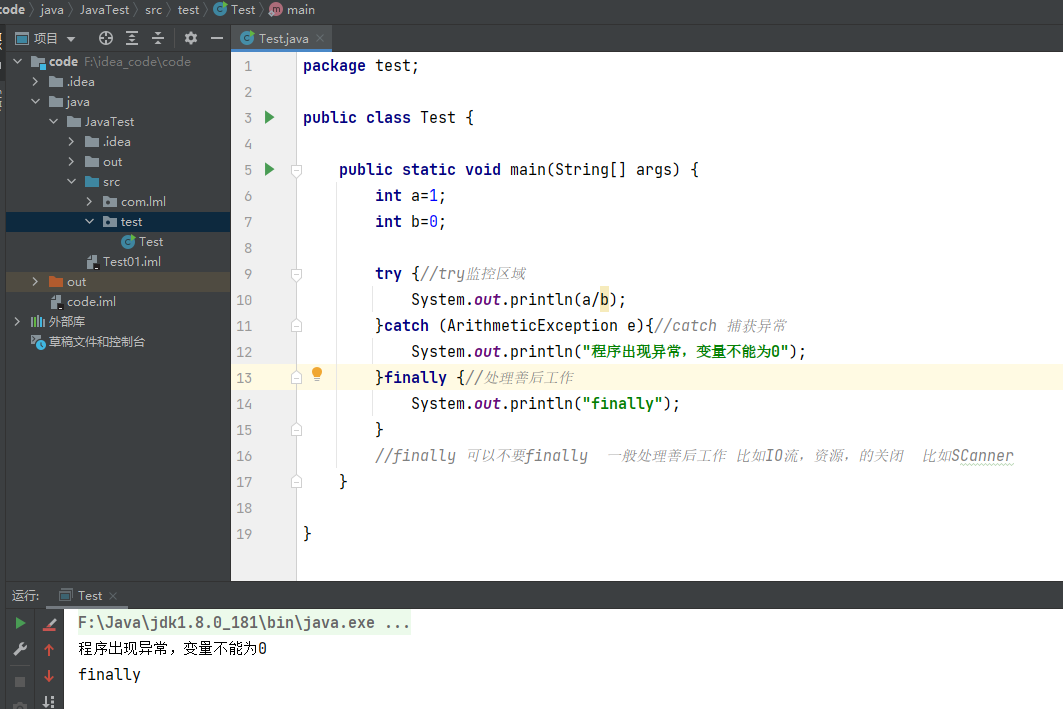 code java JavaTest src test Test main
项目
Test.java
code F:\idea_code\code
.idea
java
JavaTest
.idea
out
src
com.lml
test
Test
Test01.iml
out
code.iml
外部库
草稿文件和控制台
1 package test;
2
3 public class Test {
4
5 public static void main(String[] args) {
6 int a=1;
7 int b=0;
8
9 try {//try监控区域
10 System.out.println(a/b);
11 }catch (ArithmeticException e){//catch 捕获异常
12 System.out.println("程序出现异常，变量不能为0");
13 }finally {//处理善后工作
14 System.out.println("finally");
15 }
16 //finally 可以不要finally 一般处理善后工作 比如IO流，资源，的关闭 比如SCanner
17 }
18
19 }
运行: Test
F:\Java\jdk1.8.0_181\bin\java.exe ...
程序出现异常，变量不能为0
finally